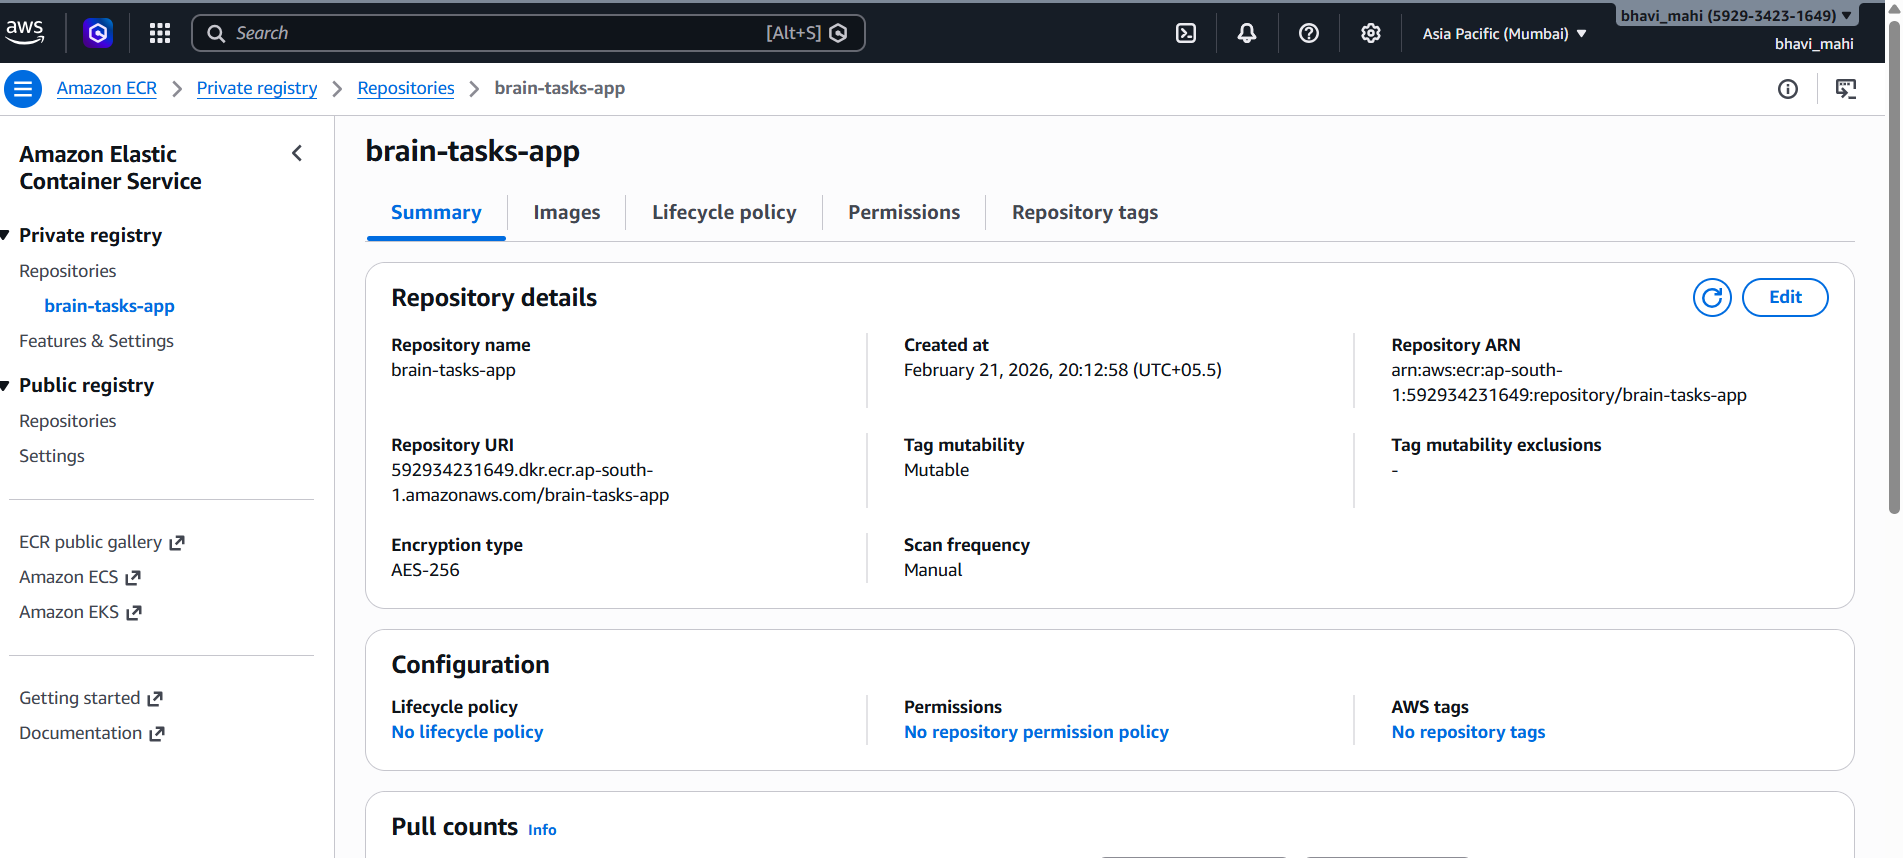 aws
Search
[Alt+S]
Asia Pacific (Mumbai)
bhavi_mahi (5929-3423-1649)
bhavi_mahi
Amazon ECR
Private registry
Repositories
brain-tasks-app
Amazon Elastic
Container Service
Private registry
Repositories
brain-tasks-app
Features & Settings
Public registry
Repositories
Settings
ECR public gallery
Amazon ECS
Amazon EKS
Getting started
Documentation
brain-tasks-app
Summary
Images
Lifecycle policy
Permissions
Repository tags
Repository details
Edit
Repository name
brain-tasks-app
Created at
February 21, 2026, 20:12:58 (UTC+05.5)
Repository ARN
arn:aws:ecr:ap-south-
1:592934231649:repository/brain-tasks-app
Repository URI
592934231649.dkr.ecr.ap-south-
1.amazonaws.com/brain-tasks-app
Tag mutability
Mutable
Tag mutability exclusions
-
Encryption type
AES-256
Scan frequency
Manual
Configuration
Lifecycle policy
No lifecycle policy
Permissions
No repository permission policy
AWS tags
No repository tags
Pull counts
Info